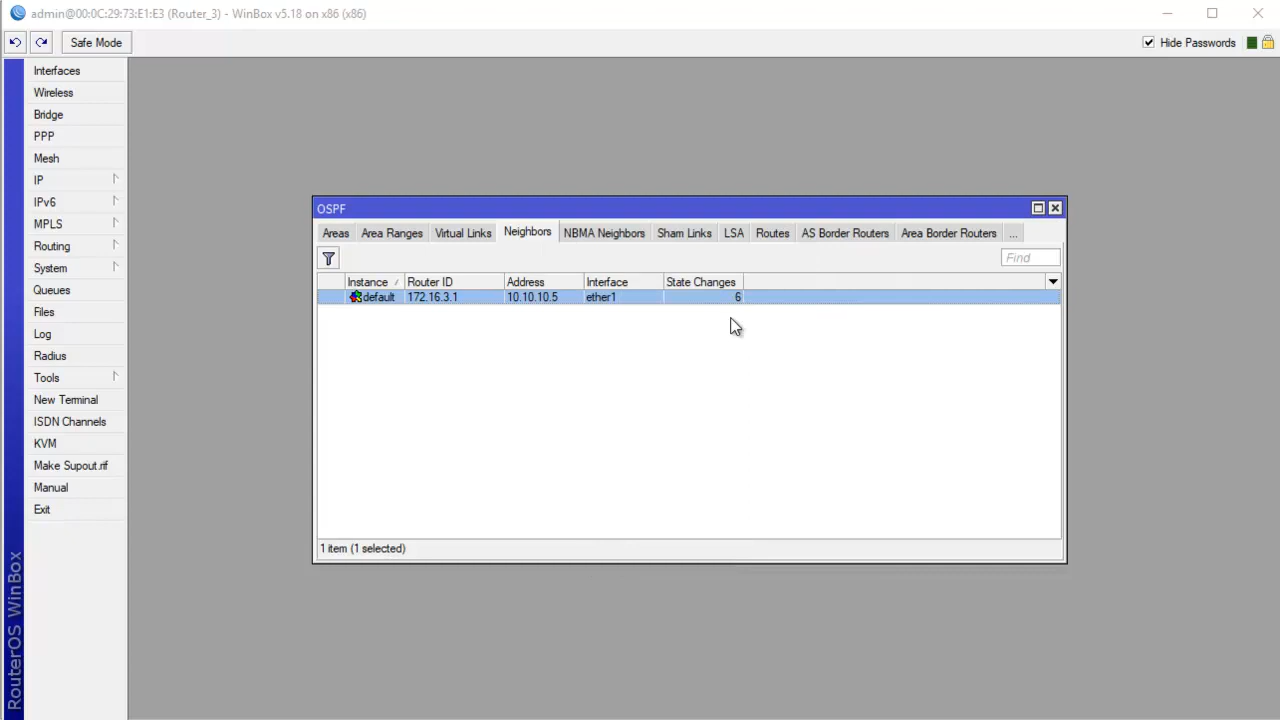 admin@00:0C:29:73:E1:E3 (Router_3) - WinBox v5.18 on x86 (x86)
Safe Mode
Hide Passwords
Interfaces
Wireless
Bridge
PPP
Mesh
IP
IPv6
MPLS
Routing
System
Queues
Files
Log
Radius
Tools
New Terminal
ISDN Channels
KVM
Make Supout.rif
Manual
Exit
RouterOS WinBox
OSPF
Areas Area Ranges Virtual Links Neighbors NBMA Neighbors Sham Links LSA Routes AS Border Routers Area Border Routers ...
Find
Instance Router ID Address Interface State Changes
default 172.16.3.1 10.10.10.5 ether1 6
1 item (1 selected)